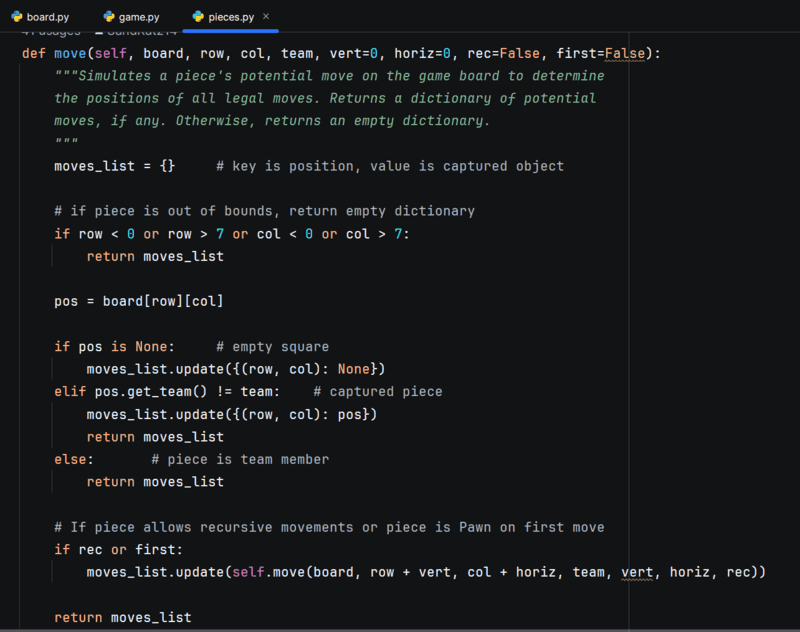 board.py game.py pieces.py ×
def move(self, board, row, col, team, vert=0, horiz=0, rec=False, first=False):
"""Simulates a piece's potential move on the game board to determine
the positions of all legal moves. Returns a dictionary of potential
moves, if any. Otherwise, returns an empty dictionary.
"""
moves_list = {}     # key is position, value is captured object
# if piece is out of bounds, return empty dictionary
if row < 0 or row > 7 or col < 0 or col > 7:
return moves_list
pos = board[row][col]
if pos is None:     # empty square
moves_list.update({(row, col): None})
elif pos.get_team() != team:    # captured piece
moves_list.update({(row, col): pos})
return moves_list
else:       # piece is team member
return moves_list
# If piece allows recursive movements or piece is Pawn on first move
if rec or first:
moves_list.update(self.move(board, row + vert, col + horiz, team, vert, horiz, rec))
return moves_list